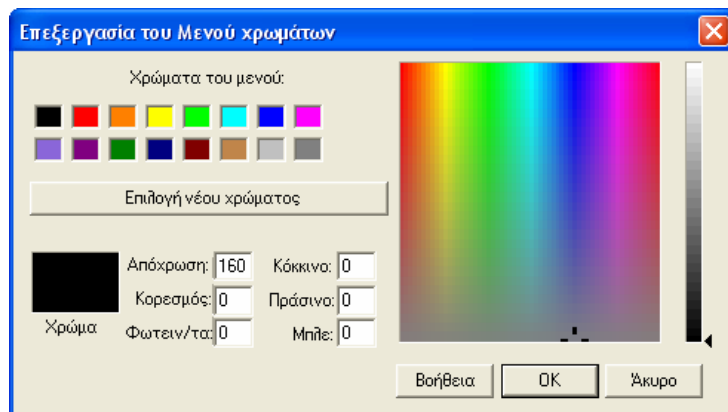 Επεξεργασία του Μενού χρωμάτων
Χρώματα του μενού:
Επιλογή νέου χρώματος
Απόχρωση: 160 Κόκκινο: 0
Κορεσμός: 0 Πράσινο: 0
Χρώμα Φωτειν/τα: 0 Μπλε: 0
Βοήθεια OK Άκυρο